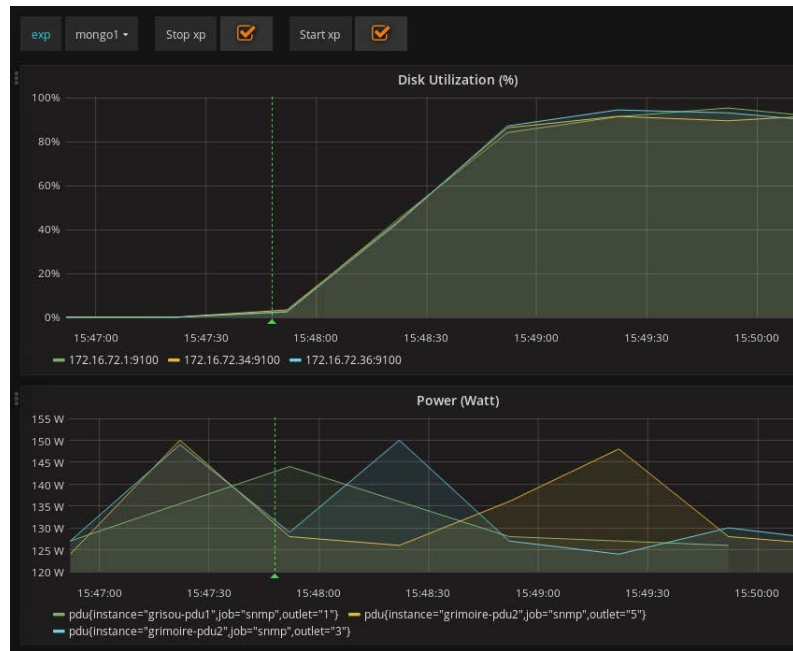 exp mongo1 Stop xp Start xp
Disk Utilization (%)
100%
80%
60%
40%
20%
0%
15:47:00 15:47:30 15:48:00 15:48:30 15:49:00 15:49:30 15:50:00
172.16.72.1:9100 172.16.72.34:9100 172.16.72.36:9100
Power (Watt)
155 W
150 W
145 W
140 W
135 W
130 W
125 W
120 W
15:47:00 15:47:30 15:48:00 15:48:30 15:49:00 15:49:30 15:50:00
pdu{instance="grisou-pdu1",job="snmp",outlet="1"} pdu{instance="grimoire-pdu2",job="snmp",outlet="5"}
pdu{instance="grimoire-pdu2",job="snmp",outlet="3"}